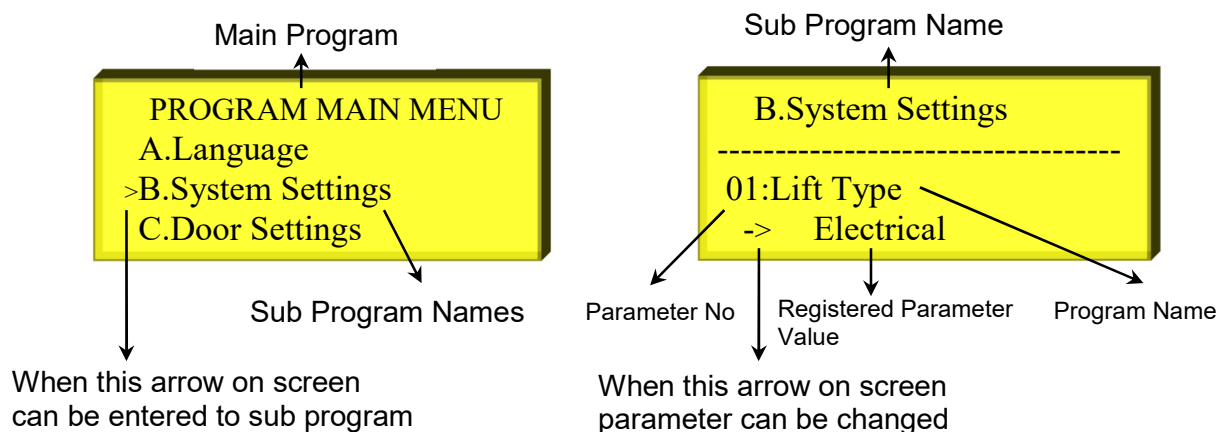 Main Program
PROGRAM MAIN MENU
A.Language
>B.System Settings
C.Door Settings
Sub Program Names
When this arrow on screen
can be entered to sub program
Sub Program Name
B.System Settings
-----------------------------------
01:Lift Type
-> Electrical
Parameter No
Registered Parameter
Value
Program Name
When this arrow on screen
parameter can be changed